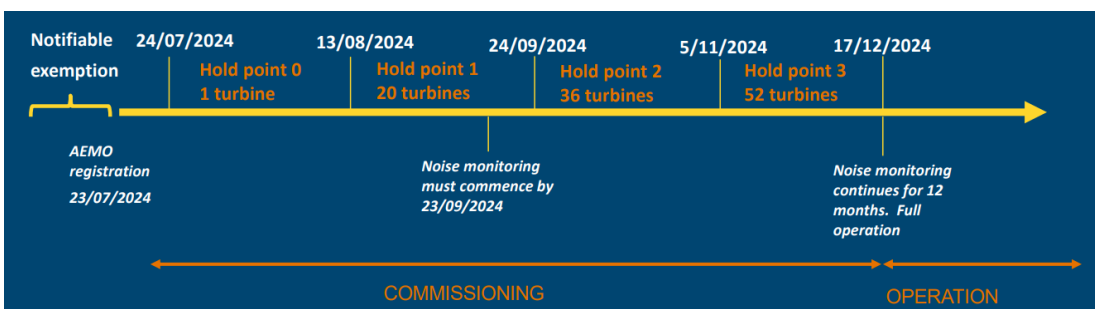 Notifiable
exemption
24/07/2024
13/08/2024
24/09/2024
5/11/2024
17/12/2024
Hold point 0
1 turbine
Hold point 1
20 turbines
Hold point 2
36 turbines
Hold point 3
52 turbines
AEMO
registration
23/07/2024
Noise monitoring
must commence by
23/09/2024
Noise monitoring
continues for 12
months. Full
operation
COMMISSIONING
OPERATION